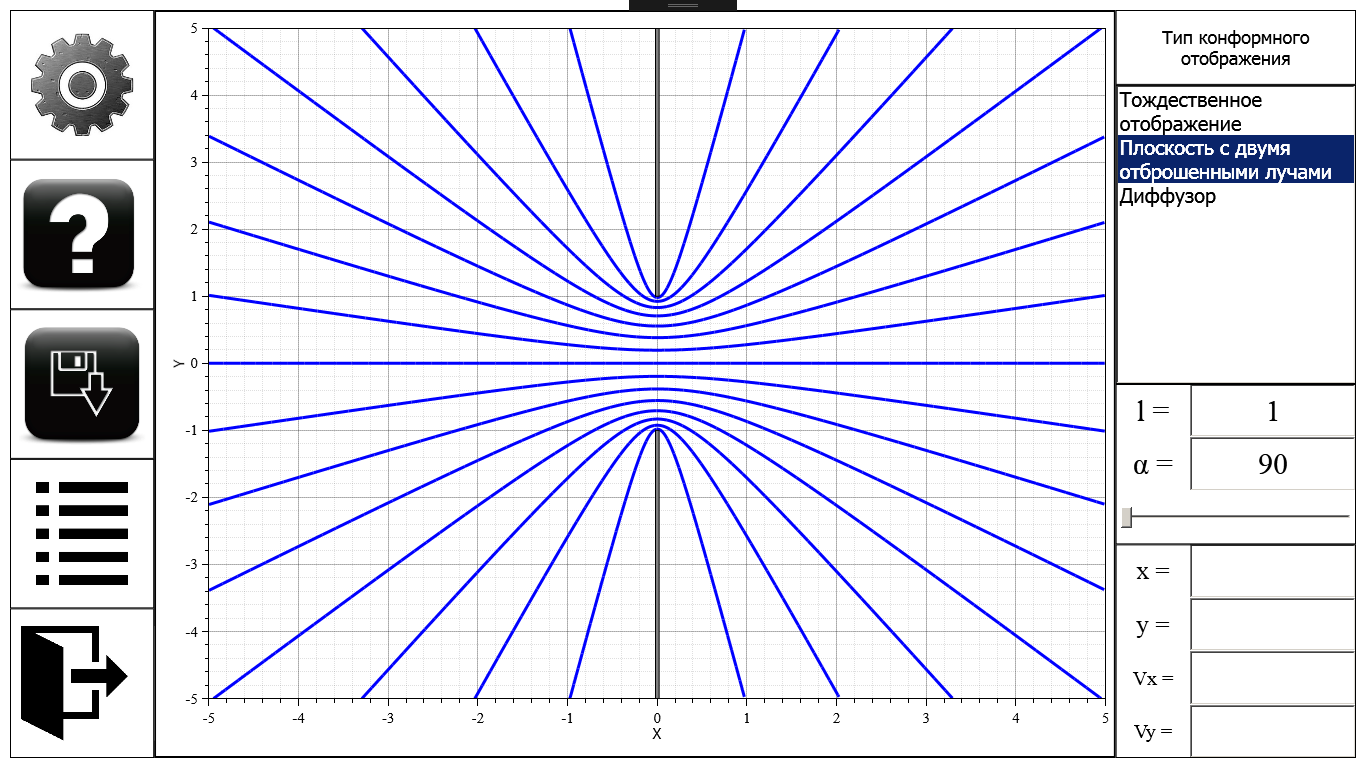 Тип конформного
отображения
Тождественное
отображение
Плоскость с двумя
отброшенными лучами
Диффузор
l = 1
α = 90
x =
y =
Vx =
Vy =
5
4
3
2
1
Y 0
-1
-2
-3
-4
-5
-5 -4 -3 -2 -1 0 1 2 3 4 5
X